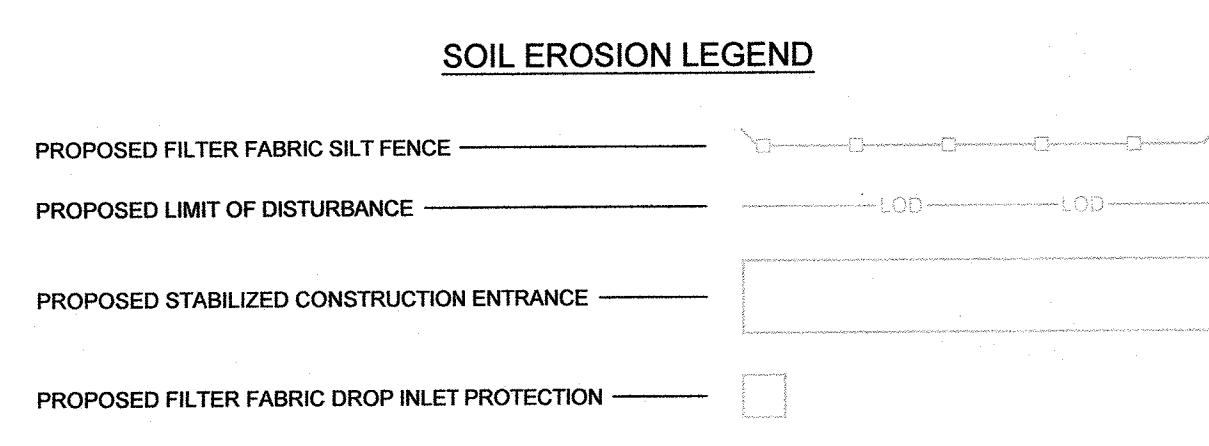 SOIL EROSION LEGEND
PROPOSED FILTER FABRIC SILT FENCE
PROPOSED LIMIT OF DISTURBANCE LOD LOD
PROPOSED STABILIZED CONSTRUCTION ENTRANCE
PROPOSED FILTER FABRIC DROP INLET PROTECTION